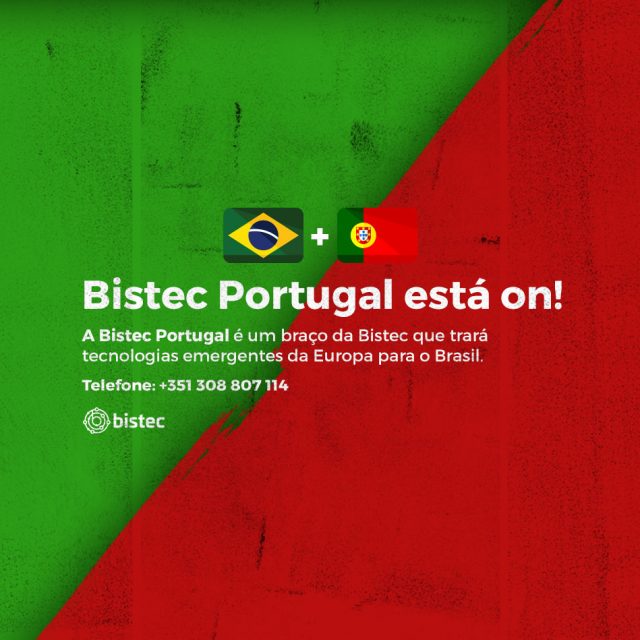 +
Bistec Portugal está on!
A Bistec Portugal é um braço da Bistec que trará
tecnologias emergentes da Europa para o Brasil.
Telefone: +351 308 807 114
bistec